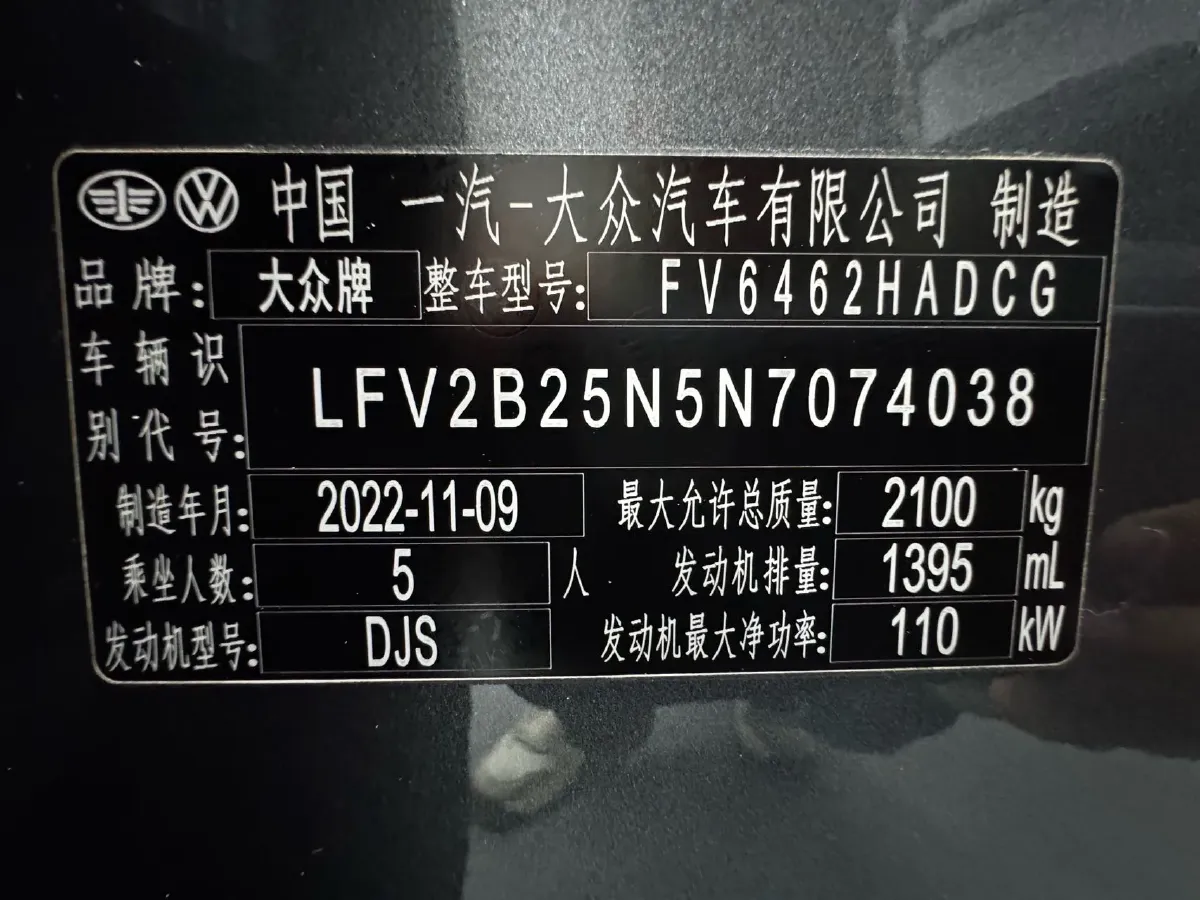 中国 一汽-大众汽车有限公司 制造
品牌: 大众牌 整车型号: FV6462HADCG
车辆识别代号: LFV2B25N5N7074038
制造年月: 2022-11-09 最大允许总质量: 2100 kg
乘坐人数: 5 人 发动机排量: 1395 mL
发动机型号: DJS 发动机最大净功率: 110 kW